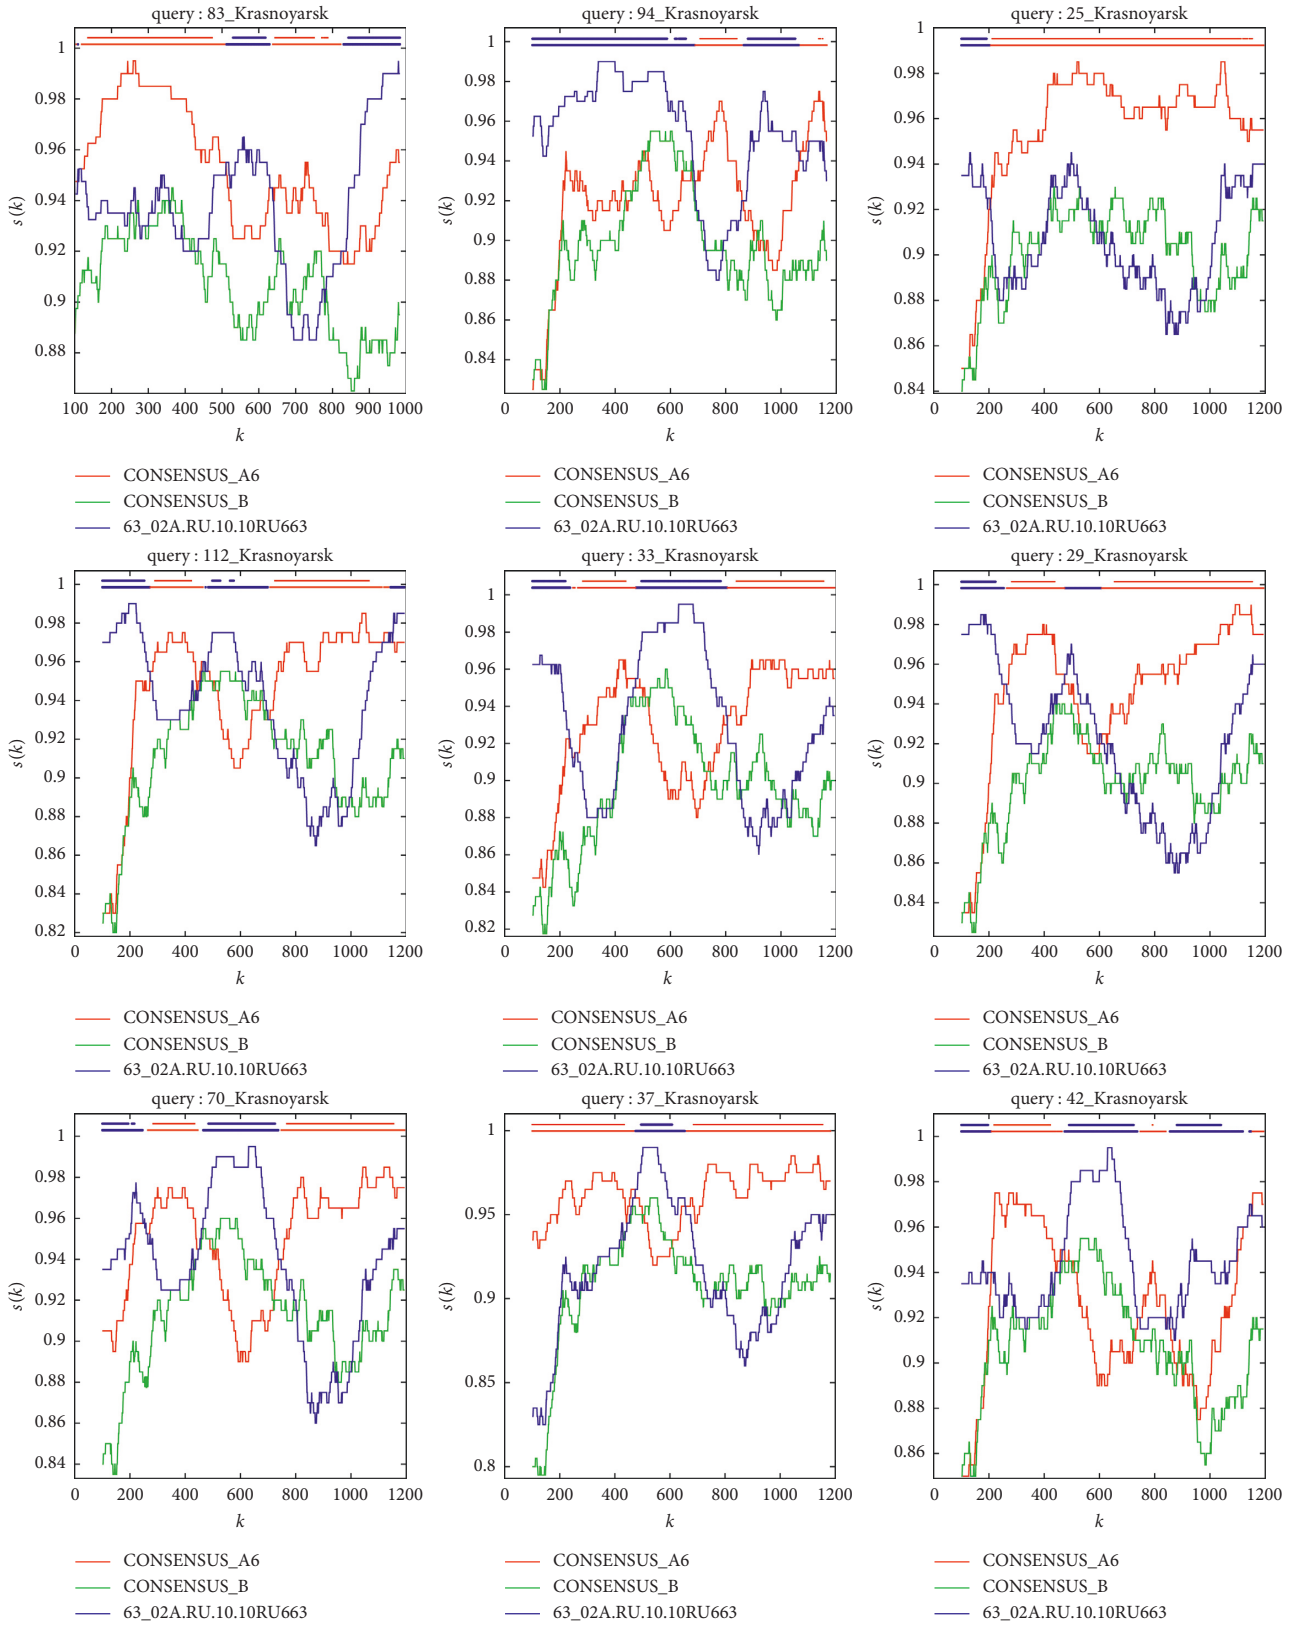 query : 83_Krasnoyarsk
1
0.98
0.96
0.94
0.92
0.9
0.88
s(k)
100 200 300 400 500 600 700 800 900 1000
k
CONSENSUS_A6
CONSENSUS_B
63_02A.RU.10.10RU663
query : 94_Krasnoyarsk
1
0.98
0.96
0.94
0.92
0.9
0.88
0.86
0.84
s(k)
0 200 400 600 800 1000 1200
k
CONSENSUS_A6
CONSENSUS_B
63_02A.RU.10.10RU663
query : 25_Krasnoyarsk
1
0.98
0.96
0.94
0.92
0.9
0.88
0.86
0.84
s(k)
0 200 400 600 800 1000 1200
k
CONSENSUS_A6
CONSENSUS_B
63_02A.RU.10.10RU663
query : 112_Krasnoyarsk
1
0.98
0.96
0.94
0.92
0.9
0.88
0.86
0.84
0.82
s(k)
0 200 400 600 800 1000 1200
k
CONSENSUS_A6
CONSENSUS_B
63_02A.RU.10.10RU663
query : 33_Krasnoyarsk
1
0.98
0.96
0.94
0.92
0.9
0.88
0.86
0.84
0.82
s(k)
0 200 400 600 800 1000 1200
k
CONSENSUS_A6
CONSENSUS_B
63_02A.RU.10.10RU663
query : 29_Krasnoyarsk
1
0.98
0.96
0.94
0.92
0.9
0.88
0.86
0.84
s(k)
0 200 400 600 800 1000 1200
k
CONSENSUS_A6
CONSENSUS_B
63_02A.RU.10.10RU663
query : 70_Krasnoyarsk
1
0.98
0.96
0.94
0.92
0.9
0.88
0.86
0.84
s(k)
0 200 400 600 800 1000 1200
k
CONSENSUS_A6
CONSENSUS_B
63_02A.RU.10.10RU663
query : 37_Krasnoyarsk
1
0.95
0.9
0.85
0.8
s(k)
0 200 400 600 800 1000 1200
k
CONSENSUS_A6
CONSENSUS_B
63_02A.RU.10.10RU663
query : 42_Krasnoyarsk
1
0.98
0.96
0.94
0.92
0.9
0.88
0.86
s(k)
0 200 400 600 800 1000 1200
k
CONSENSUS_A6
CONSENSUS_B
63_02A.RU.10.10RU663